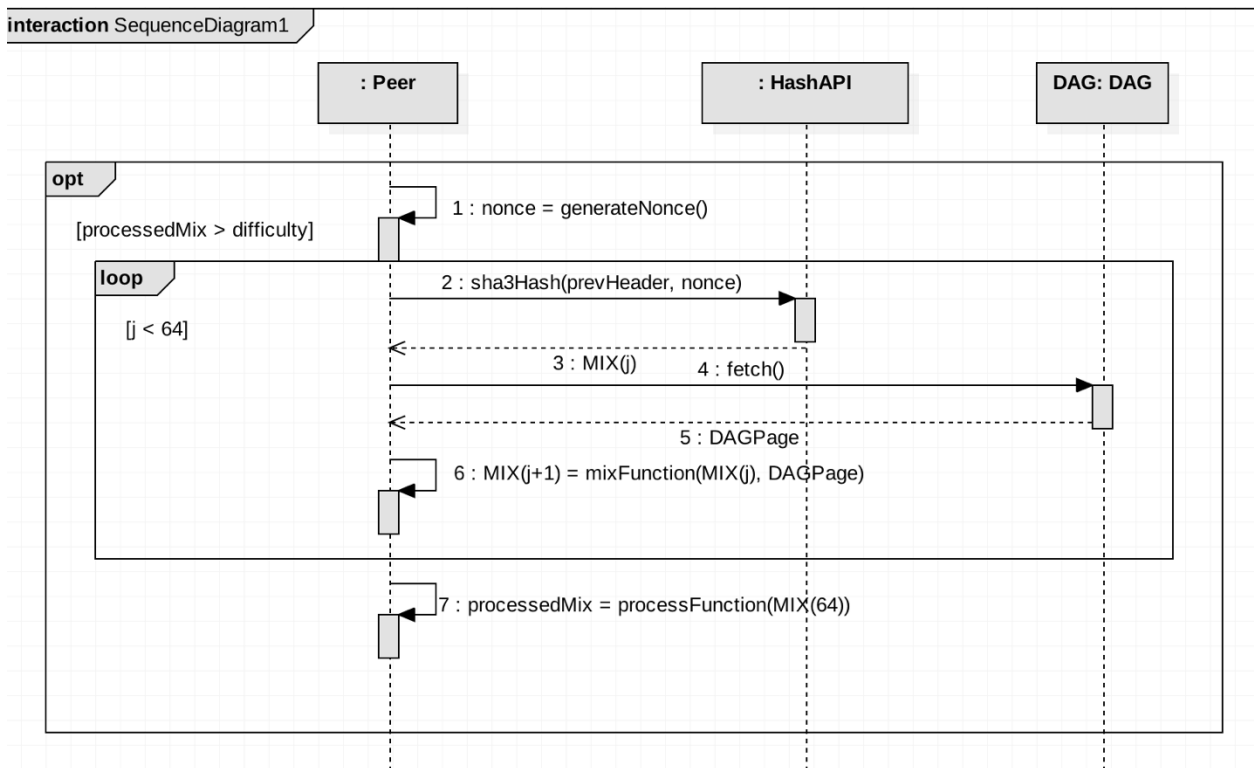 interaction SequenceDiagram1
: Peer
: HashAPI
DAG: DAG
opt
1 : nonce = generateNonce()
[processedMix > difficulty]
loop
2 : sha3Hash(prevHeader, nonce)
[j < 64]
3 : MIX(j)
4 : fetch()
5 : DAGPage
6 : MIX(j+1) = mixFunction(MIX(j), DAGPage)
7 : processedMix = processFunction(MIX(64))